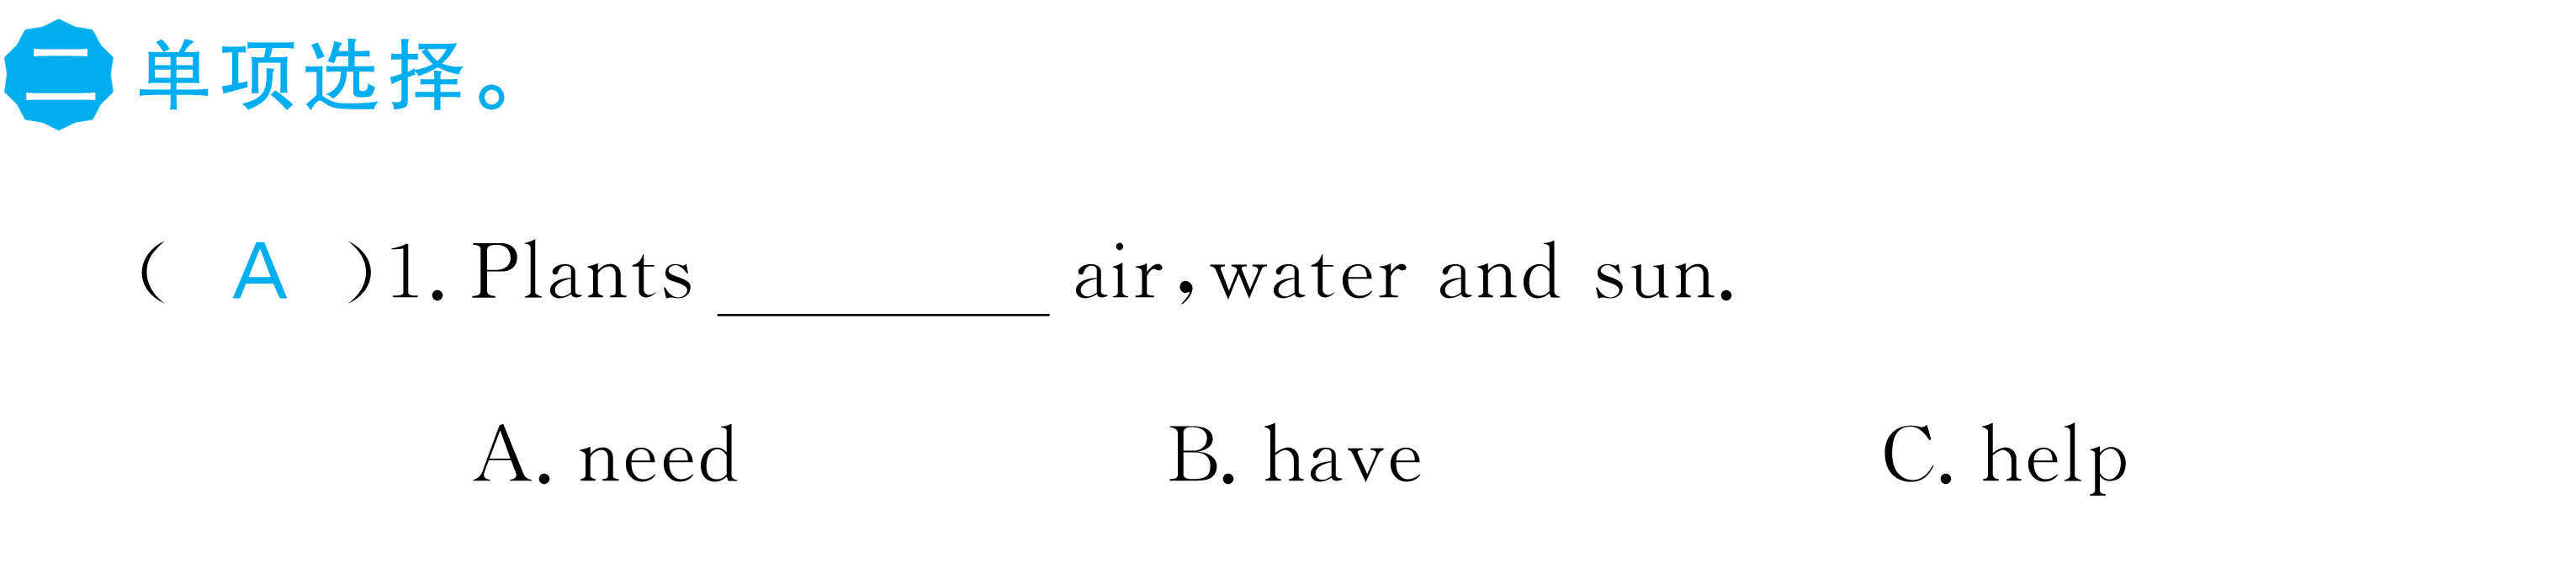 二 单项选择。
( A )1. Plants ________ air, water and sun.
A. need B. have C. help